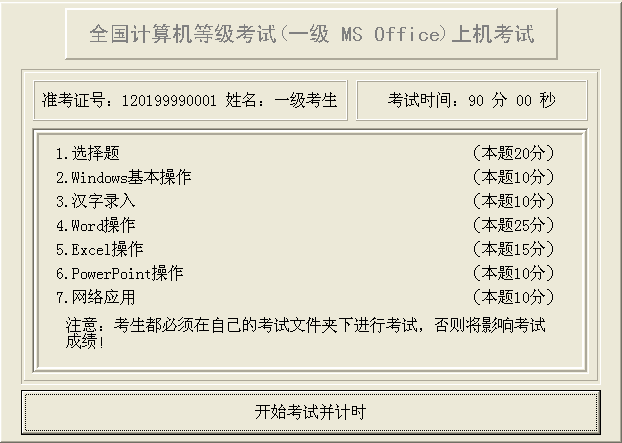 全国计算机等级考试(一级 MS Office)上机考试
准考证号：120199990001 姓名：一级考生 考试时间：90 分 00 秒
1.选择题 (本题20分)
2.Windows基本操作 (本题10分)
3.汉字录入 (本题10分)
4.Word操作 (本题25分)
5.Excel操作 (本题15分)
6.PowerPoint操作 (本题10分)
7.网络应用 (本题10分)
注意：考生都必须在自己的考试文件夹下进行考试，否则将影响考试
成绩!
开始考试并计时